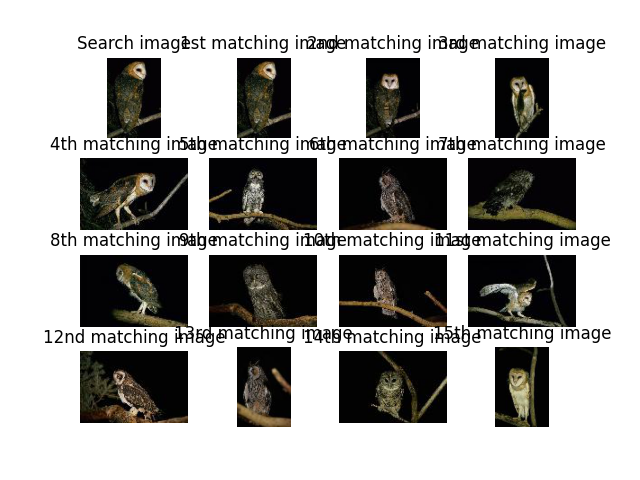 Search image
1st matching image
2nd matching image
3rd matching image
4th matching image
5th matching image
6th matching image
7th matching image
8th matching image
9th matching image
10th matching image
11st matching image
12nd matching image
13rd matching image
14th matching image
15th matching image